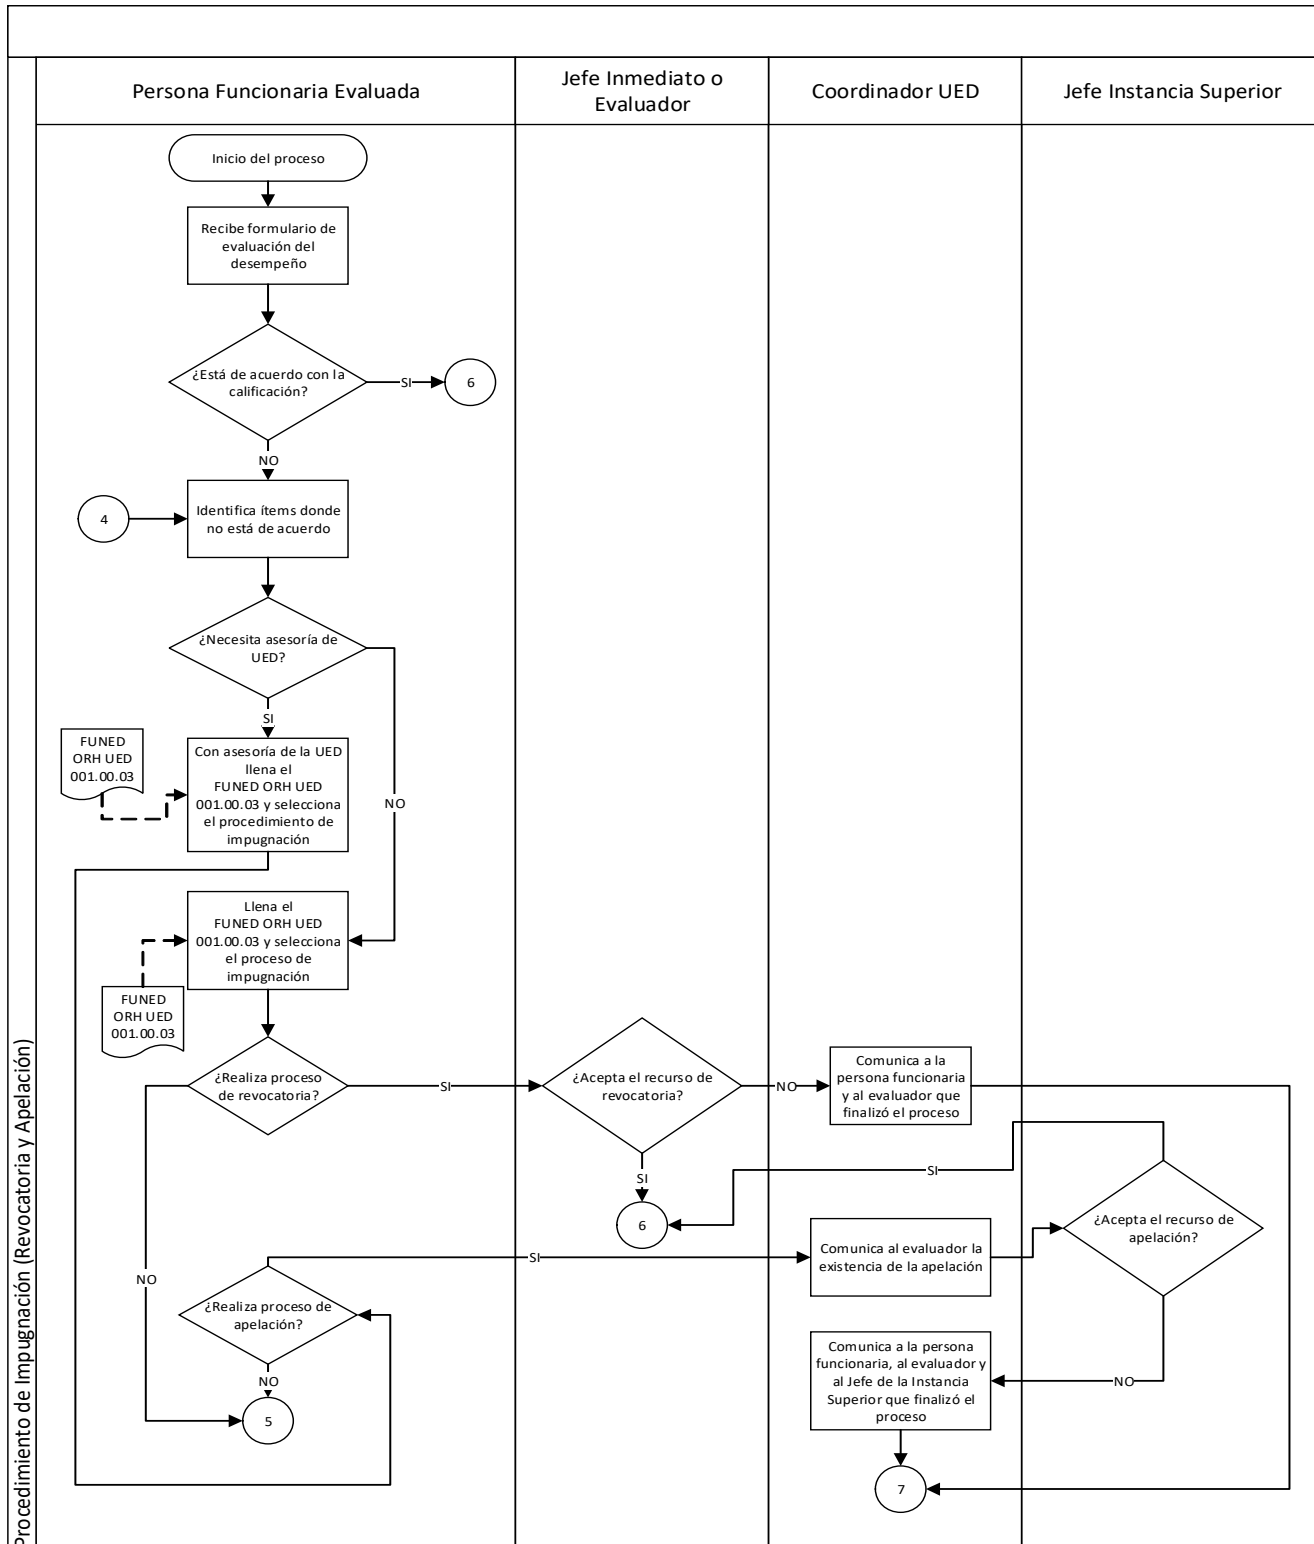 Persona Funcionaria Evaluada
Jefe Inmediato o
Evaluador
Coordinador UED
Jefe Instancia Superior
Procedimiento de Impugnación (Revocatoria y Apelación)
Inicio del proceso
Recibe formulario de
evaluación del
desempeño
¿Está de acuerdo con la
calificación?
SI
6
NO
4
Identifica ítems donde
no está de acuerdo
¿Necesita asesoría de
UED?
SI
NO
FUNED
ORH UED
001.00.03
Con asesoría de la UED
llena el
FUNED ORH UED
001.00.03 y selecciona
el procedimiento de
impugnación
Llena el
FUNED ORH UED
001.00.03 y selecciona
el proceso de
impugnación
FUNED
ORH UED
001.00.03
¿Realiza proceso
de revocatoria?
SI
NO
¿Acepta el recurso de
revocatoria?
NO
SI
6
Comunica a la
persona funcionaria
y al evaluador que
finalizó el proceso
SI
¿Acepta el recurso de
apelación?
Comunica al evaluador la
existencia de la apelación
SI
¿Realiza proceso de
apelación?
NO
5
NO
Comunica a la persona
funcionaria, al evaluador y
al Jefe de la Instancia
Superior que finalizó el
proceso
7